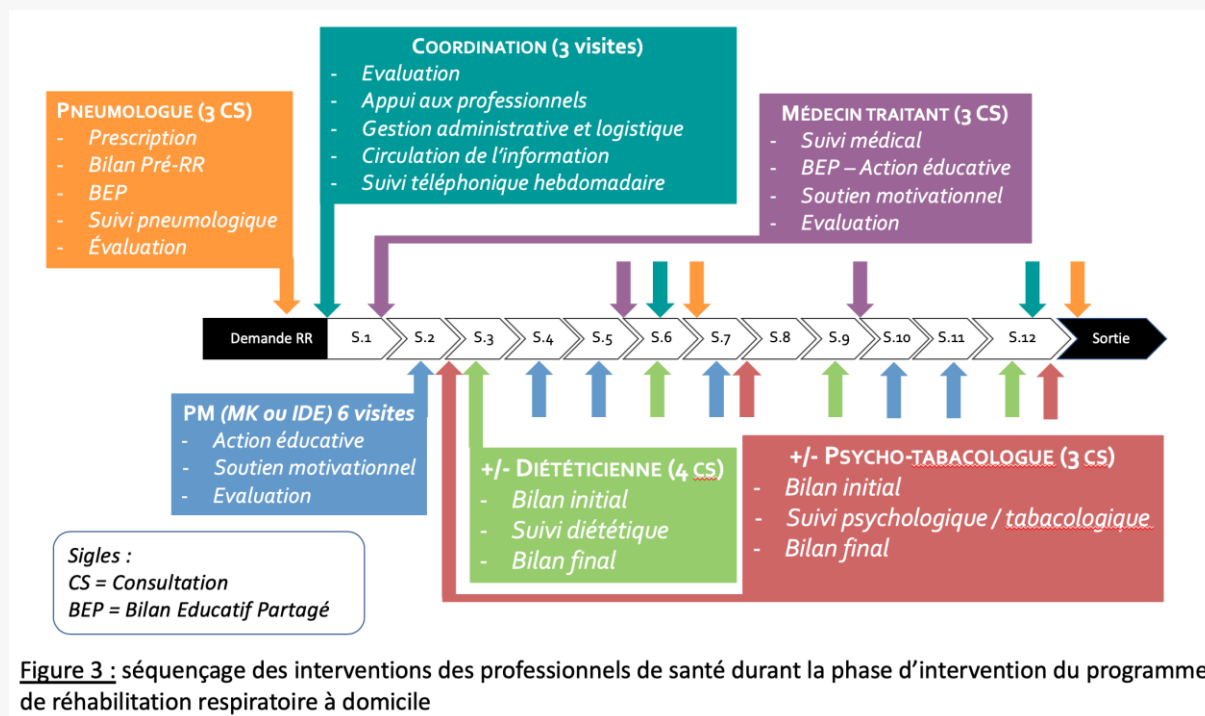 COORDINATION (3 visites)
- Evaluation
- Appui aux professionnels
- Gestion administrative et logistique
- Circulation de l'information
- Suivi téléphonique hebdomadaire
PNEUMOLOGUE (3 CS)
- Prescription
- Bilan Pré-RR
- BEP
- Suivi pneumologique
- Évaluation
MÉDECIN TRAITANT (3 CS)
- Suivi médical
- BEP – Action éducative
- Soutien motivationnel
- Evaluation
Demande RR S.1 S.2 S.3 S.4 S.5 S.6 S.7 S.8 S.9 S.10 S.11 S.12 Sortie
PM (MK ou IDE) 6 visites
- Action éducative
- Soutien motivationnel
- Evaluation
+/- DIÉTÉTICIENNE (4 CS)
- Bilan initial
- Suivi diététique
- Bilan final
+/- PSYCHO-TABACOLOGUE (3 CS)
- Bilan initial
- Suivi psychologique / tabacologique
- Bilan final
Sigles :
CS = Consultation
BEP = Bilan Educatif Partagé
Figure 3 : séquençage des interventions des professionnels de santé durant la phase d'intervention du programme
de réhabilitation respiratoire à domicile